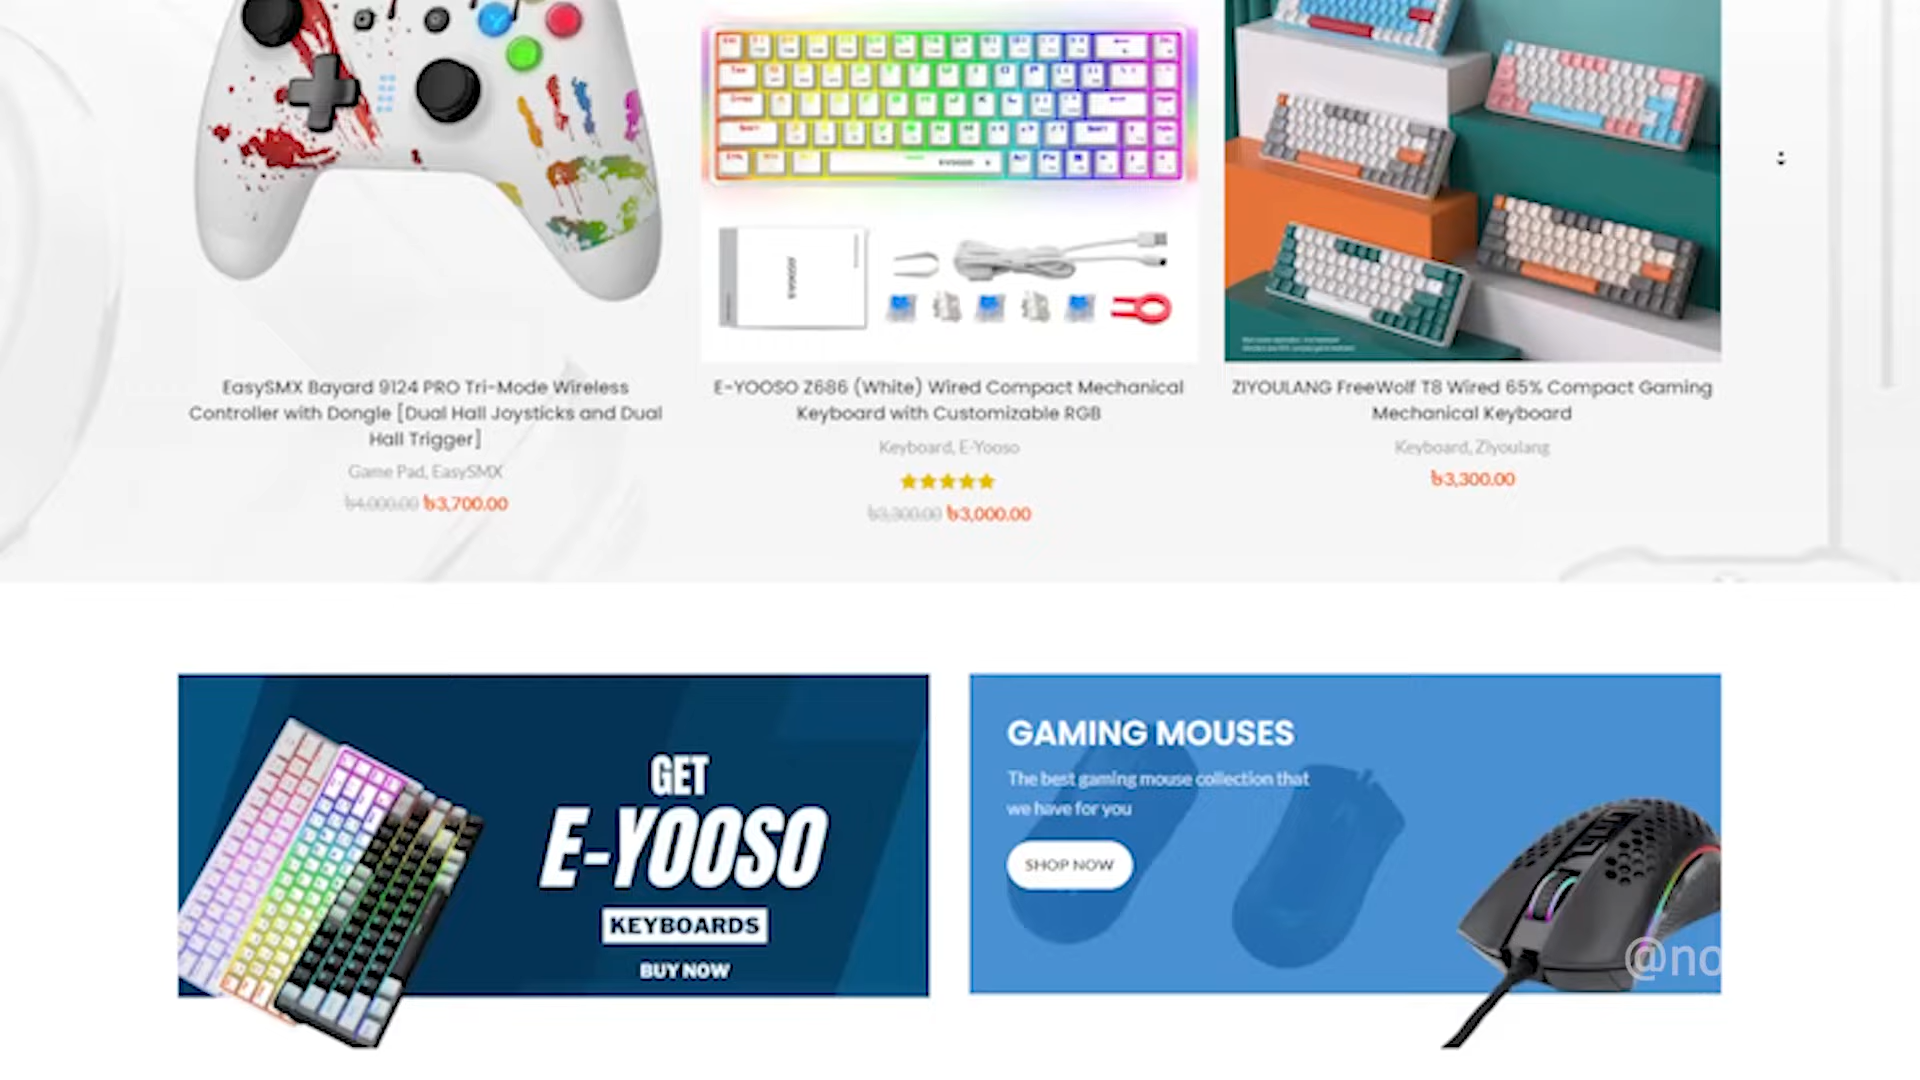 EasySMX Bayard 9124 PRO Tri-Mode Wireless
Controller with Dongle [Dual Hall Joysticks and Dual
Hall Trigger]
Game Pad, EasySMX
৳4,000.00 ৳3,700.00
E-YOOSO Z686 (White) Wired Compact Mechanical
Keyboard with Customizable RGB
Keyboard, E-Yooso
৳3,300.00 ৳3,000.00
ZIYOULANG FreeWolf T8 Wired 65% Compact Gaming
Mechanical Keyboard
Keyboard, Ziyoulang
৳3,300.00
GET
E-YOOSO
KEYBOARDS
BUY NOW
GAMING MOUSES
The best gaming mouse collection that
we have for you
SHOP NOW
@no